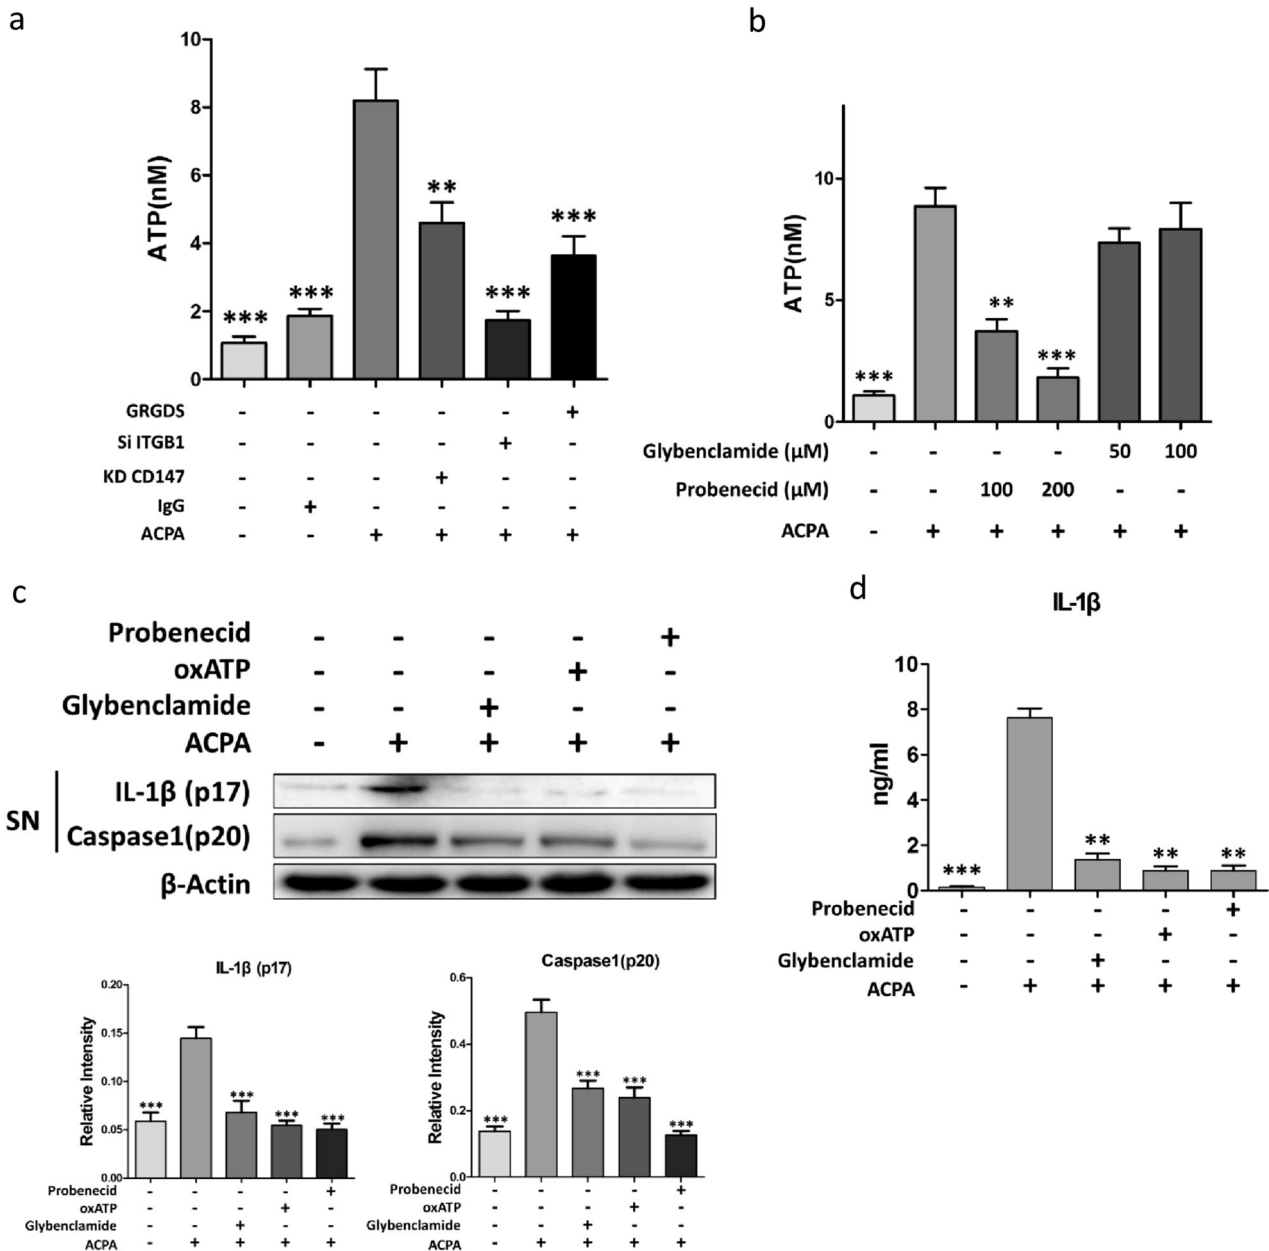 a
10
8
6
4
2
0
ATP(nM)
***
***
**
***
***
GRGDS - - - - - +
Si ITGB1 - - - - + -
KD CD147 - - - + - -
IgG - + - - - -
ACPA - - + + + +
b
10
5
0
ATP(nM)
***
**
***
Glybenclamide (μM) - - - - 50 100
Probenecid (μM) - - 100 200 - -
ACPA - + + + + +
c
Probenecid - - - - +
oxATP - - - + -
Glybenclamide - - + - -
ACPA - + + + +
SN
IL-1β (p17)
Caspase1(p20)
β-Actin
IL-1β (p17)
0.20
0.15
0.10
0.05
0.00
Relative Intensity
***
***
***
***
Probenecid - - - - +
oxATP - - - + -
Glybenclamide - - + - -
ACPA - + + + +
Caspase1(p20)
0.6
0.4
0.2
0.0
Relative Intensity
***
***
***
***
Probenecid - - - - +
oxATP - - - + -
Glybenclamide - - + - -
ACPA - + + + +
d
IL-1β
10
8
6
4
2
0
ng/ml
***
**
**
**
Probenecid - - - - +
oxATP - - - + -
Glybenclamide - - + - -
ACPA - + + + +